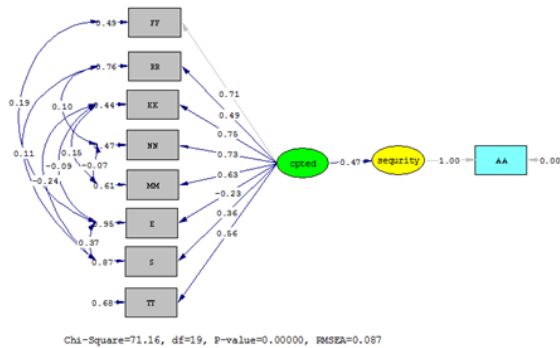 0.49
FF
0.71
0.76
RR
0.49
0.44
KK
0.75
0.19
0.10
.47
NN
0.73
0.11
0.15
-0.09
-0.07
-0.24
0.61
MM
0.63
cpted
0.47
sequrity
1.00
AA
0.00
0.95
E
-0.23
0.37
0.36
0.87
S
0.56
0.68
TT
Chi-Square=71.16, df=19, P-value=0.00000, RMSEA=0.087